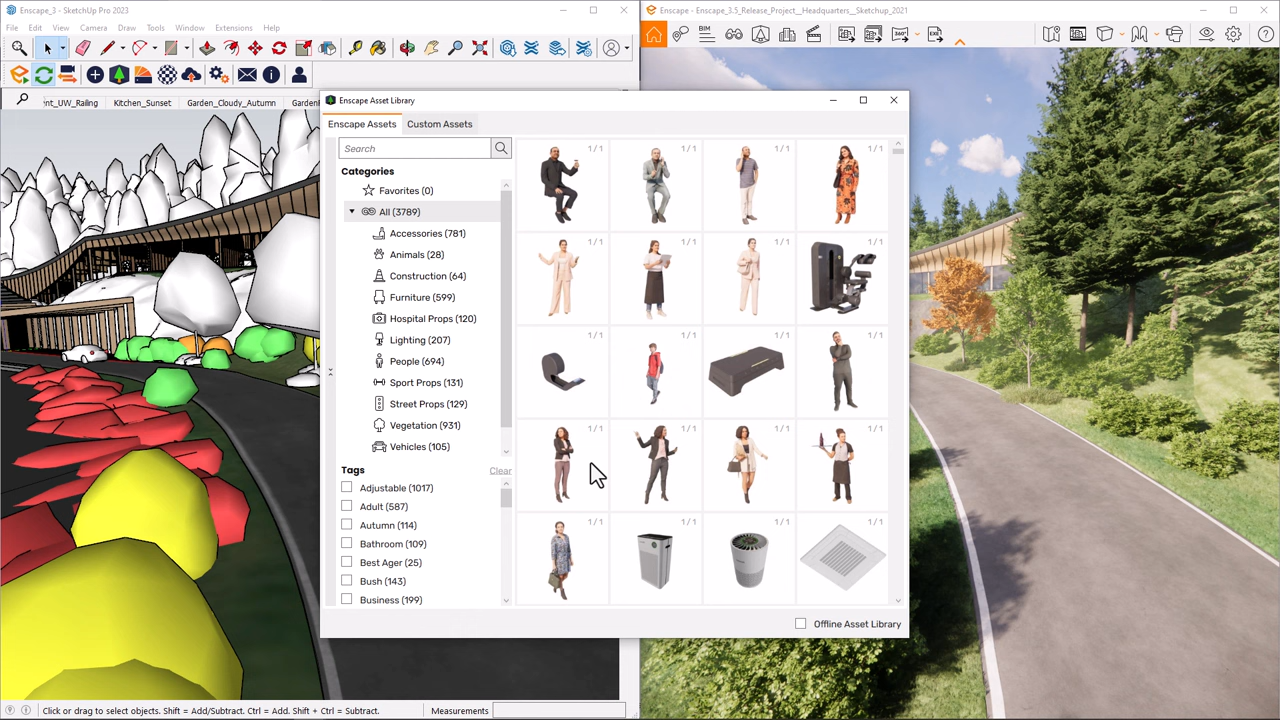 Enscape_3 - SketchUp Pro 2023
Enscape - Enscape_3.5_Release_Project__Headquarters__Sketchup_2021
File Edit View Camera Draw Tools Window Extensions Help
BIM
360°
EXE
nt_UW_Railing Kitchen_Sunset Garden_Cloudy_Autumn Garden
Enscape Asset Library
Enscape Assets Custom Assets
Search
Categories
Favorites (0)
All (3789)
Accessories (781)
Animals (28)
Construction (64)
Furniture (599)
Hospital Props (120)
Lighting (207)
People (694)
Sport Props (131)
Street Props (129)
Vegetation (931)
Vehicles (105)
Tags Clear
Adjustable (1017)
Adult (587)
Autumn (114)
Bathroom (109)
Best Ager (25)
Bush (143)
Business (199)
1/1 1/1 1/1 1/1
1/1 1/1 1/1 1/1
1/1 1/1 1/1 1/1
1/1 1/1 1/1 1/1
1/1 1/1 1/1 1/1
Offline Asset Library
Click or drag to select objects. Shift = Add/Subtract. Ctrl = Add. Shift + Ctrl = Subtract. Measurements